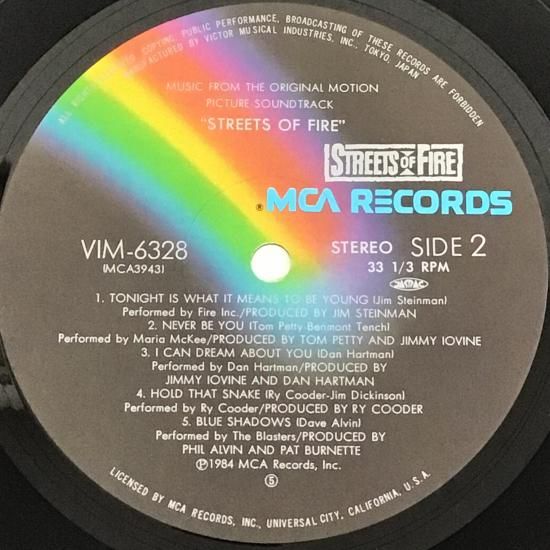 ALL RIGHTS RESERVED. COPYING, PUBLIC PERFORMANCE, BROADCASTING OF THESE RECORDS ARE FORBIDDEN
MANUFACTURED BY VICTOR MUSICAL INDUSTRIES, INC., TOKYO, JAPAN
MUSIC FROM THE ORIGINAL MOTION
PICTURE SOUNDTRACK
"STREETS OF FIRE"
STREETS OF FIRE
®MCA RECORDS
VIM-6328
(MCA3943)
STEREO SIDE 2
33 1/3 RPM
JASRAC
1. TONIGHT IS WHAT IT MEANS TO BE YOUNG (Jim Steinman)
Performed by Fire Inc./PRODUCED BY JIM STEINMAN
2. NEVER BE YOU (Tom Petty-Benmont Tench)
Performed by Maria McKee/PRODUCED BY TOM PETTY AND JIMMY IOVINE
3. I CAN DREAM ABOUT YOU (Dan Hartman)
Performed by Dan Hartman/PRODUCED BY
JIMMY IOVINE AND DAN HARTMAN
4. HOLD THAT SNAKE (Ry Cooder-Jim Dickinson)
Performed by Ry Cooder/PRODUCED BY RY COODER
5. BLUE SHADOWS (Dave Alvin)
Performed by The Blasters/PRODUCED BY
PHIL ALVIN AND PAT BURNETTE
℗1984 MCA Records, Inc.
⑤
LICENSED BY MCA RECORDS, INC., UNIVERSAL CITY, CALIFORNIA, U.S.A.